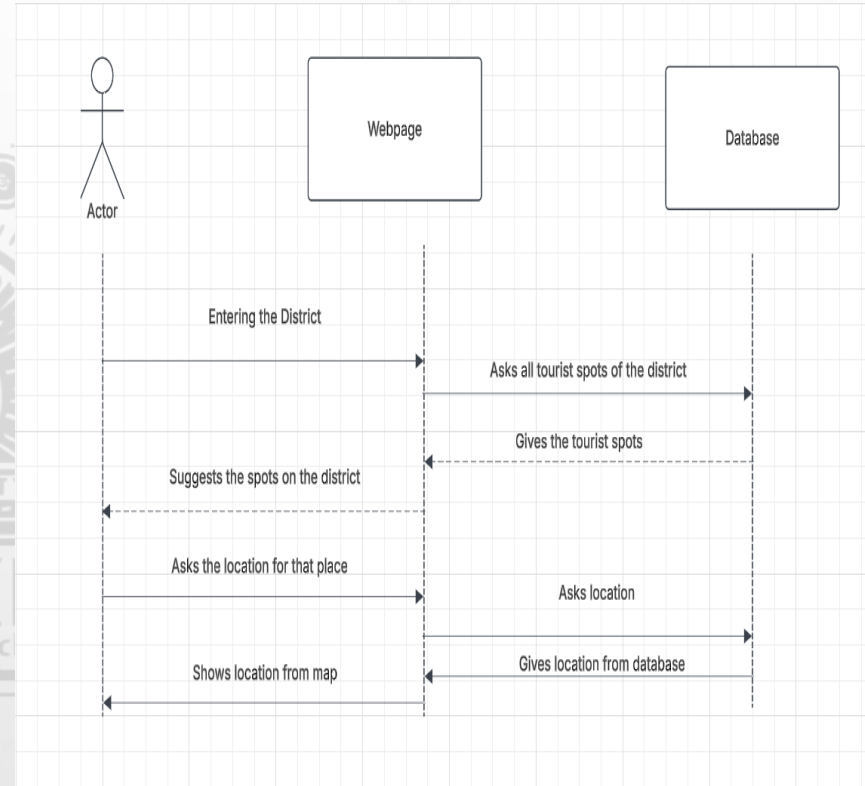 Webpage
Database
Actor
Entering the District
Asks all tourist spots of the district
Gives the tourist spots
Suggests the spots on the district
Asks the location for that place
Asks location
Gives location from database
Shows location from map